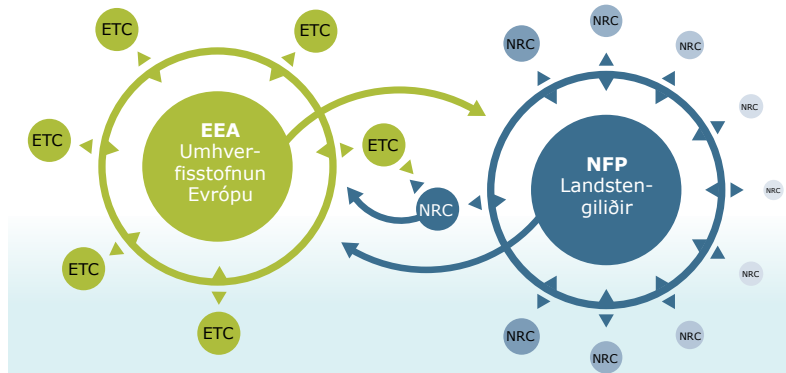 ETC
ETC
ETC
EEA
Umhver-
fisstofnun
Evrópu
ETC
ETC
ETC
NRC
NRC
NRC
NRC
NRC
NRC
NFP
Landsten-
giliðir
NRC
NRC
NRC
NRC
NRC